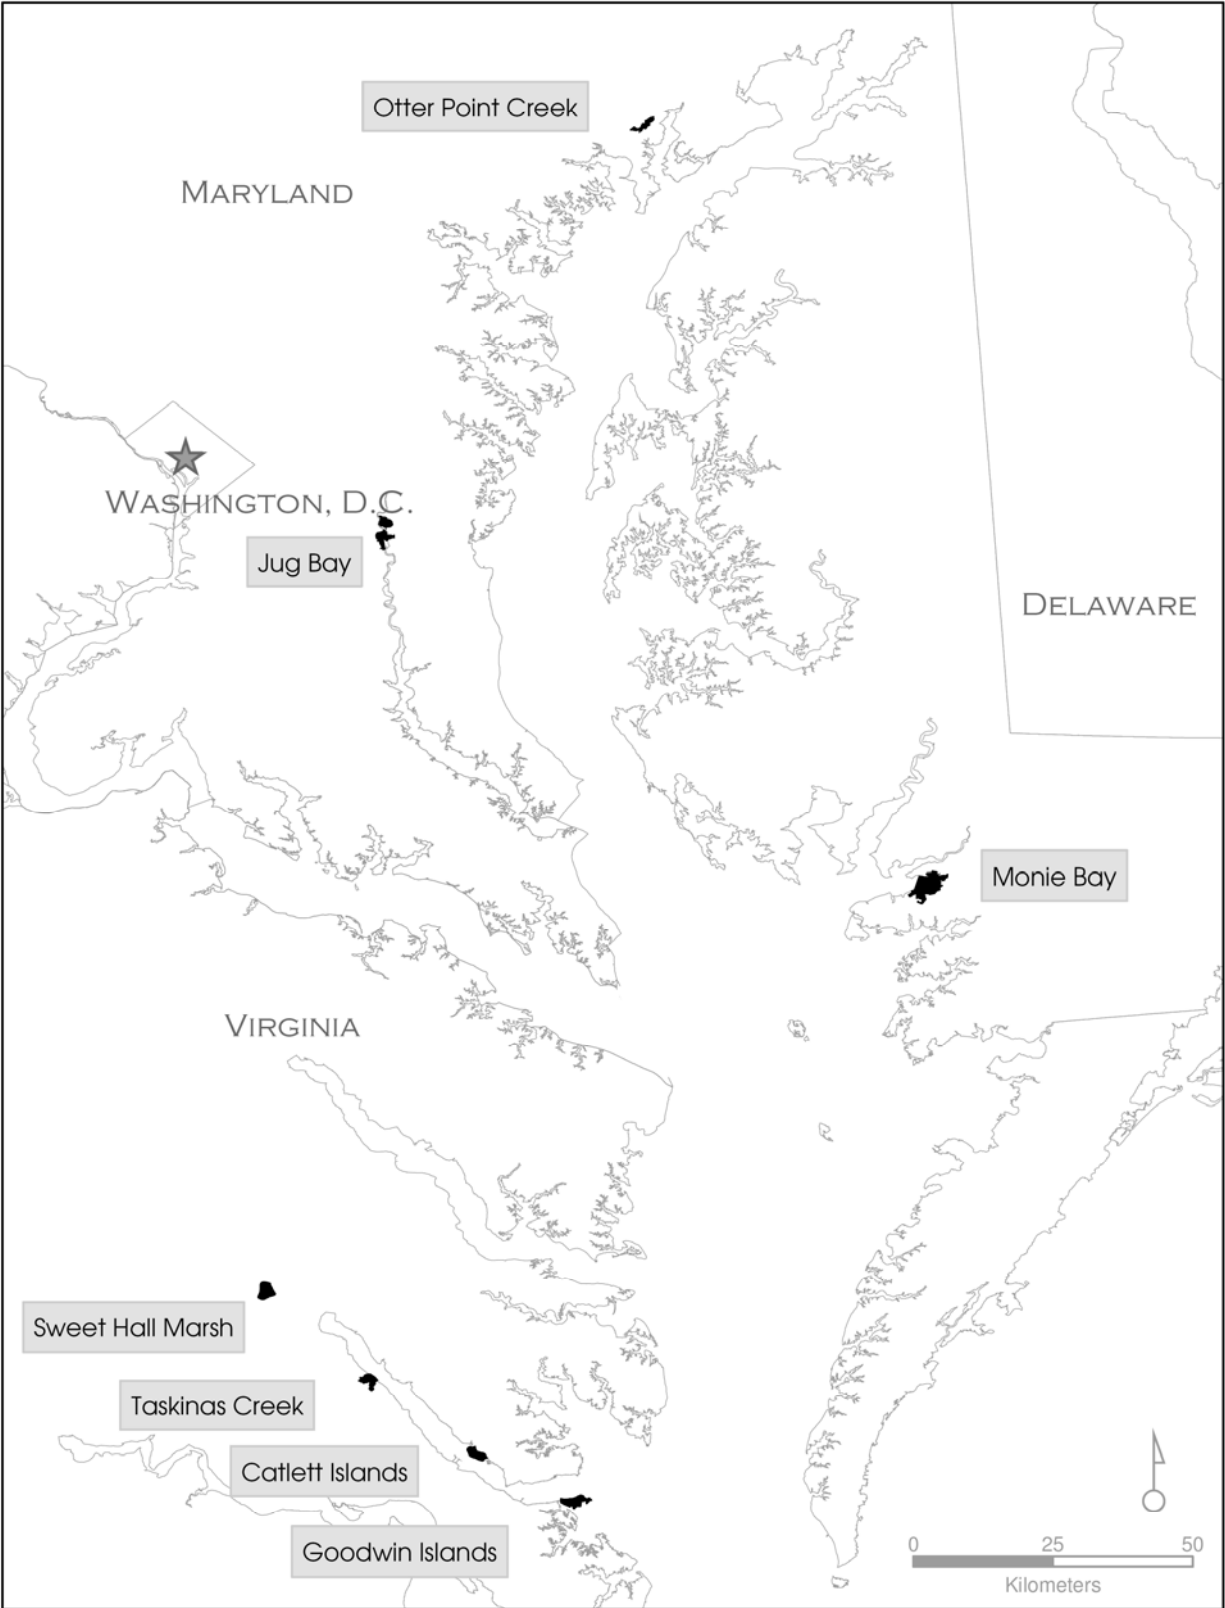 Otter Point Creek
MARYLAND
WASHINGTON, D.C.
Jug Bay
DELAWARE
Monie Bay
VIRGINIA
Sweet Hall Marsh
Taskinas Creek
Catlett Islands
Goodwin Islands
0 25 50
Kilometers